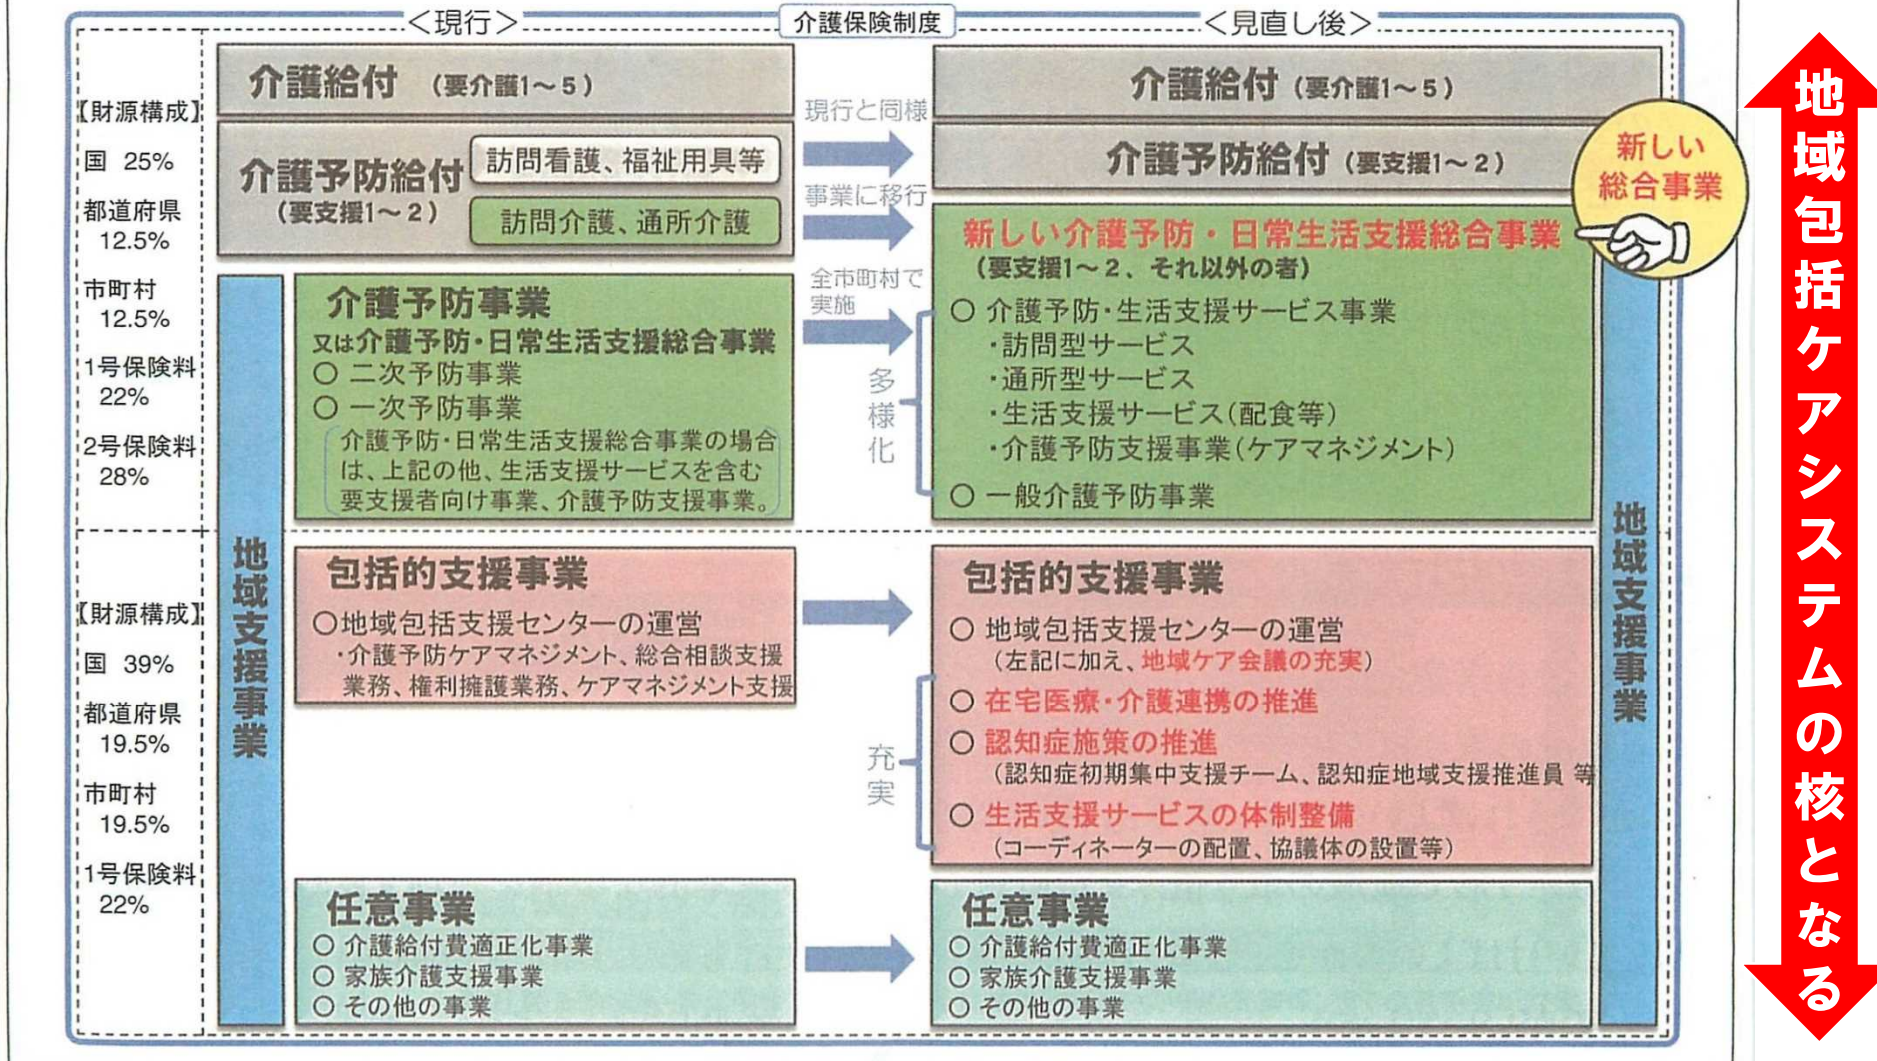 ＜現行＞
介護保険制度
＜見直し後＞
【財源構成】
国 25%
都道府県
12.5%
市町村
12.5%
1号保険料
22%
2号保険料
28%
【財源構成】
国 39%
都道府県
19.5%
市町村
19.5%
1号保険料
22%
介護給付 （要介護1～5）
介護予防給付
（要支援1～2）
訪問看護、福祉用具等
訪問介護、通所介護
地域支援事業
介護予防事業
又は介護予防・日常生活支援総合事業
○ 二次予防事業
○ 一次予防事業
介護予防・日常生活支援総合事業の場合
は、上記の他、生活支援サービスを含む
要支援者向け事業、介護予防支援事業。
包括的支援事業
○地域包括支援センターの運営
・介護予防ケアマネジメント、総合相談支援
業務、権利擁護業務、ケアマネジメント支援
任意事業
○ 介護給付費適正化事業
○ 家族介護支援事業
○ その他の事業
現行と同様
事業に移行
全市町村で
実施
多様化
充実
介護給付（要介護1～5）
介護予防給付（要支援1～2）
新しい
総合事業
新しい介護予防・日常生活支援総合事業
（要支援1～2、それ以外の者）
○ 介護予防・生活支援サービス事業
・訪問型サービス
・通所型サービス
・生活支援サービス（配食等）
・介護予防支援事業（ケアマネジメント）
○ 一般介護予防事業
包括的支援事業
○ 地域包括支援センターの運営
（左記に加え、地域ケア会議の充実）
○ 在宅医療・介護連携の推進
○ 認知症施策の推進
（認知症初期集中支援チーム、認知症地域支援推進員 等
○ 生活支援サービスの体制整備
（コーディネーターの配置、協議体の設置等）
任意事業
○ 介護給付費適正化事業
○ 家族介護支援事業
○ その他の事業
地域支援事業
地域包括ケアシステムの核となる